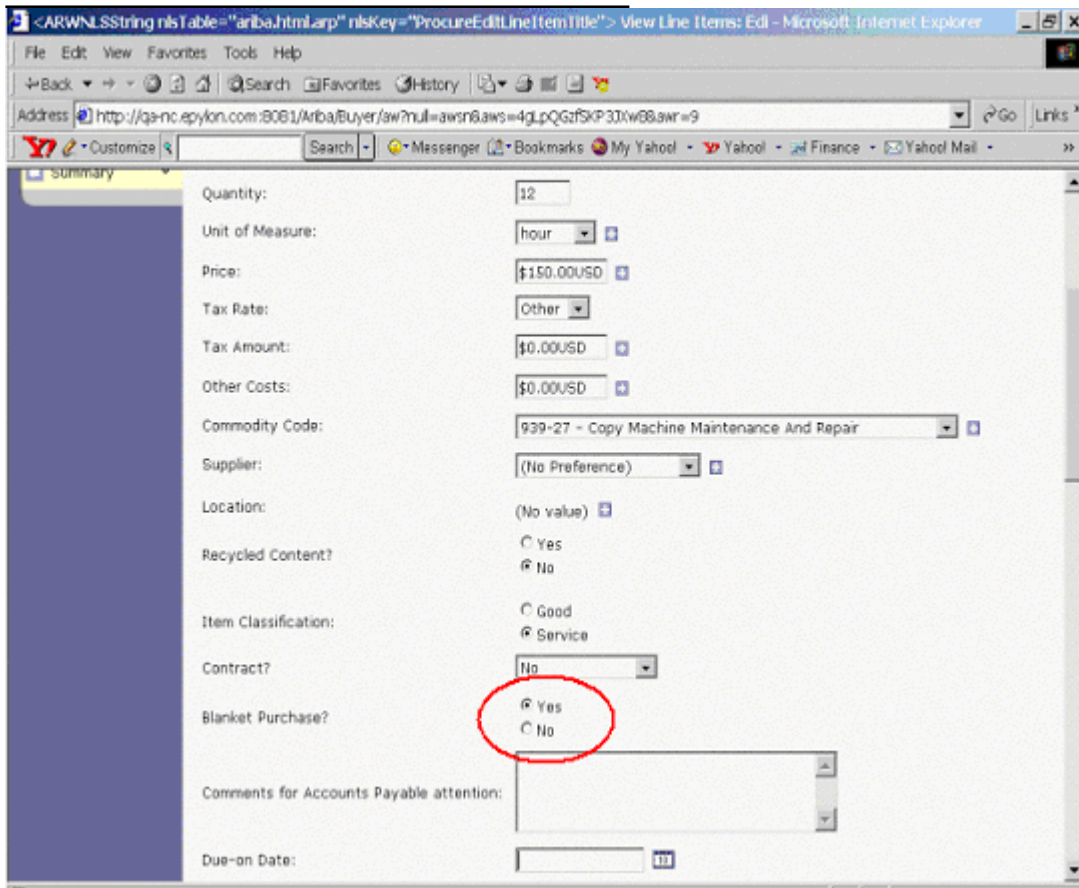 <ARWNLSString nlsTable="ariba.html.arp" nlsKey="ProcureEditLineItemTitle"> View Line Items: Edi - Microsoft Internet Explorer
File Edit View Favorites Tools Help
Back Search Favorites History
Address http://qa-nc.epylon.com:8081/Ariba/Buyer/aw?null=awsn&aws=4gLpQGzfSKP3JXwB&awr=9 Go Links
Y! Customize Search Messenger Bookmarks My Yahoo! Yahoo! Finance Yahoo! Mail »
Summary
Quantity: 12
Unit of Measure: hour
Price: $150.00USD
Tax Rate: Other
Tax Amount: $0.00USD
Other Costs: $0.00USD
Commodity Code: 939-27 - Copy Machine Maintenance And Repair
Supplier: (No Preference)
Location: (No value)
Recycled Content? Yes
No
Item Classification: Good
Service
Contract? No
Blanket Purchase? Yes
No
Comments for Accounts Payable attention:
Due-on Date: